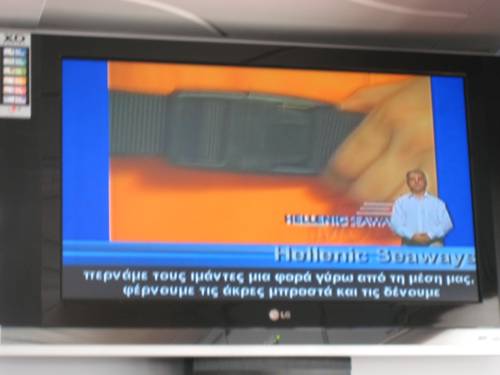 HELLENIC SEAWA
Hellenic Seaways
περνάμε τους ιμάντες μια φορά γύρω από τη μέση μας,
φέρνουμε τις άκρες μπροστά και τις δένουμε
LG